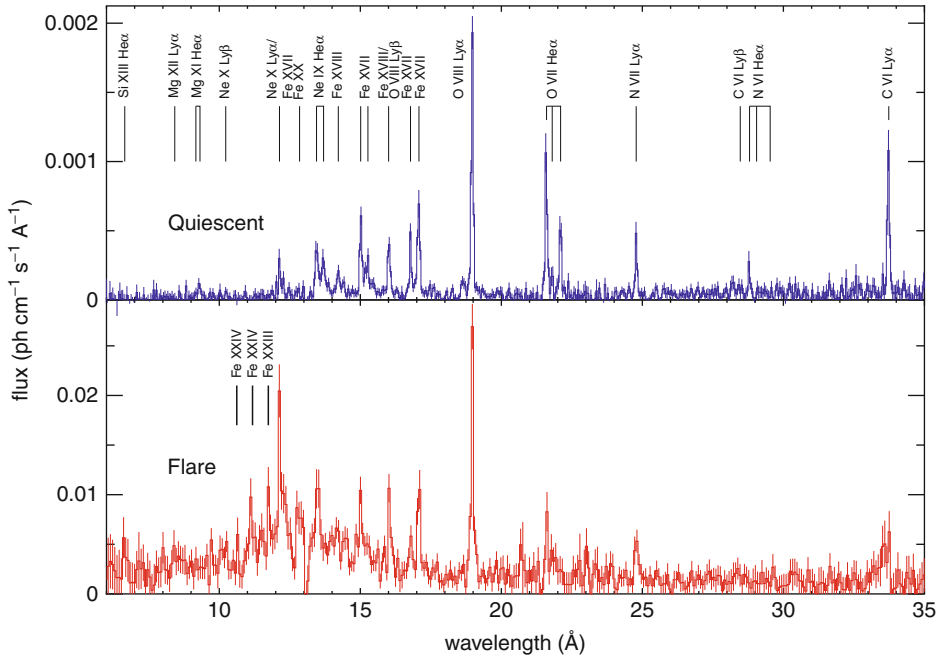 0.002
0.001
0
Si XIII Heα
Mg XII Lyα
Mg XI Heα
Ne X Lyβ
Ne X Lyα/
Fe XVII
Fe XX
Ne IX Heα
Fe XVIII
Fe XVII
Fe XVIII/
O VIII Lyβ
Fe XVII
Fe XVII
O VIII Lyα
O VII Heα
N VII Lyα
C VI Lyβ
N VI Heα
C VI Lyα
Quiescent
flux (ph cm⁻¹ s⁻¹ A⁻¹)
0.02
0.01
0
Fe XXIV
Fe XXIV
Fe XXIII
Flare
10 15 20 25 30 35
wavelength (Å)